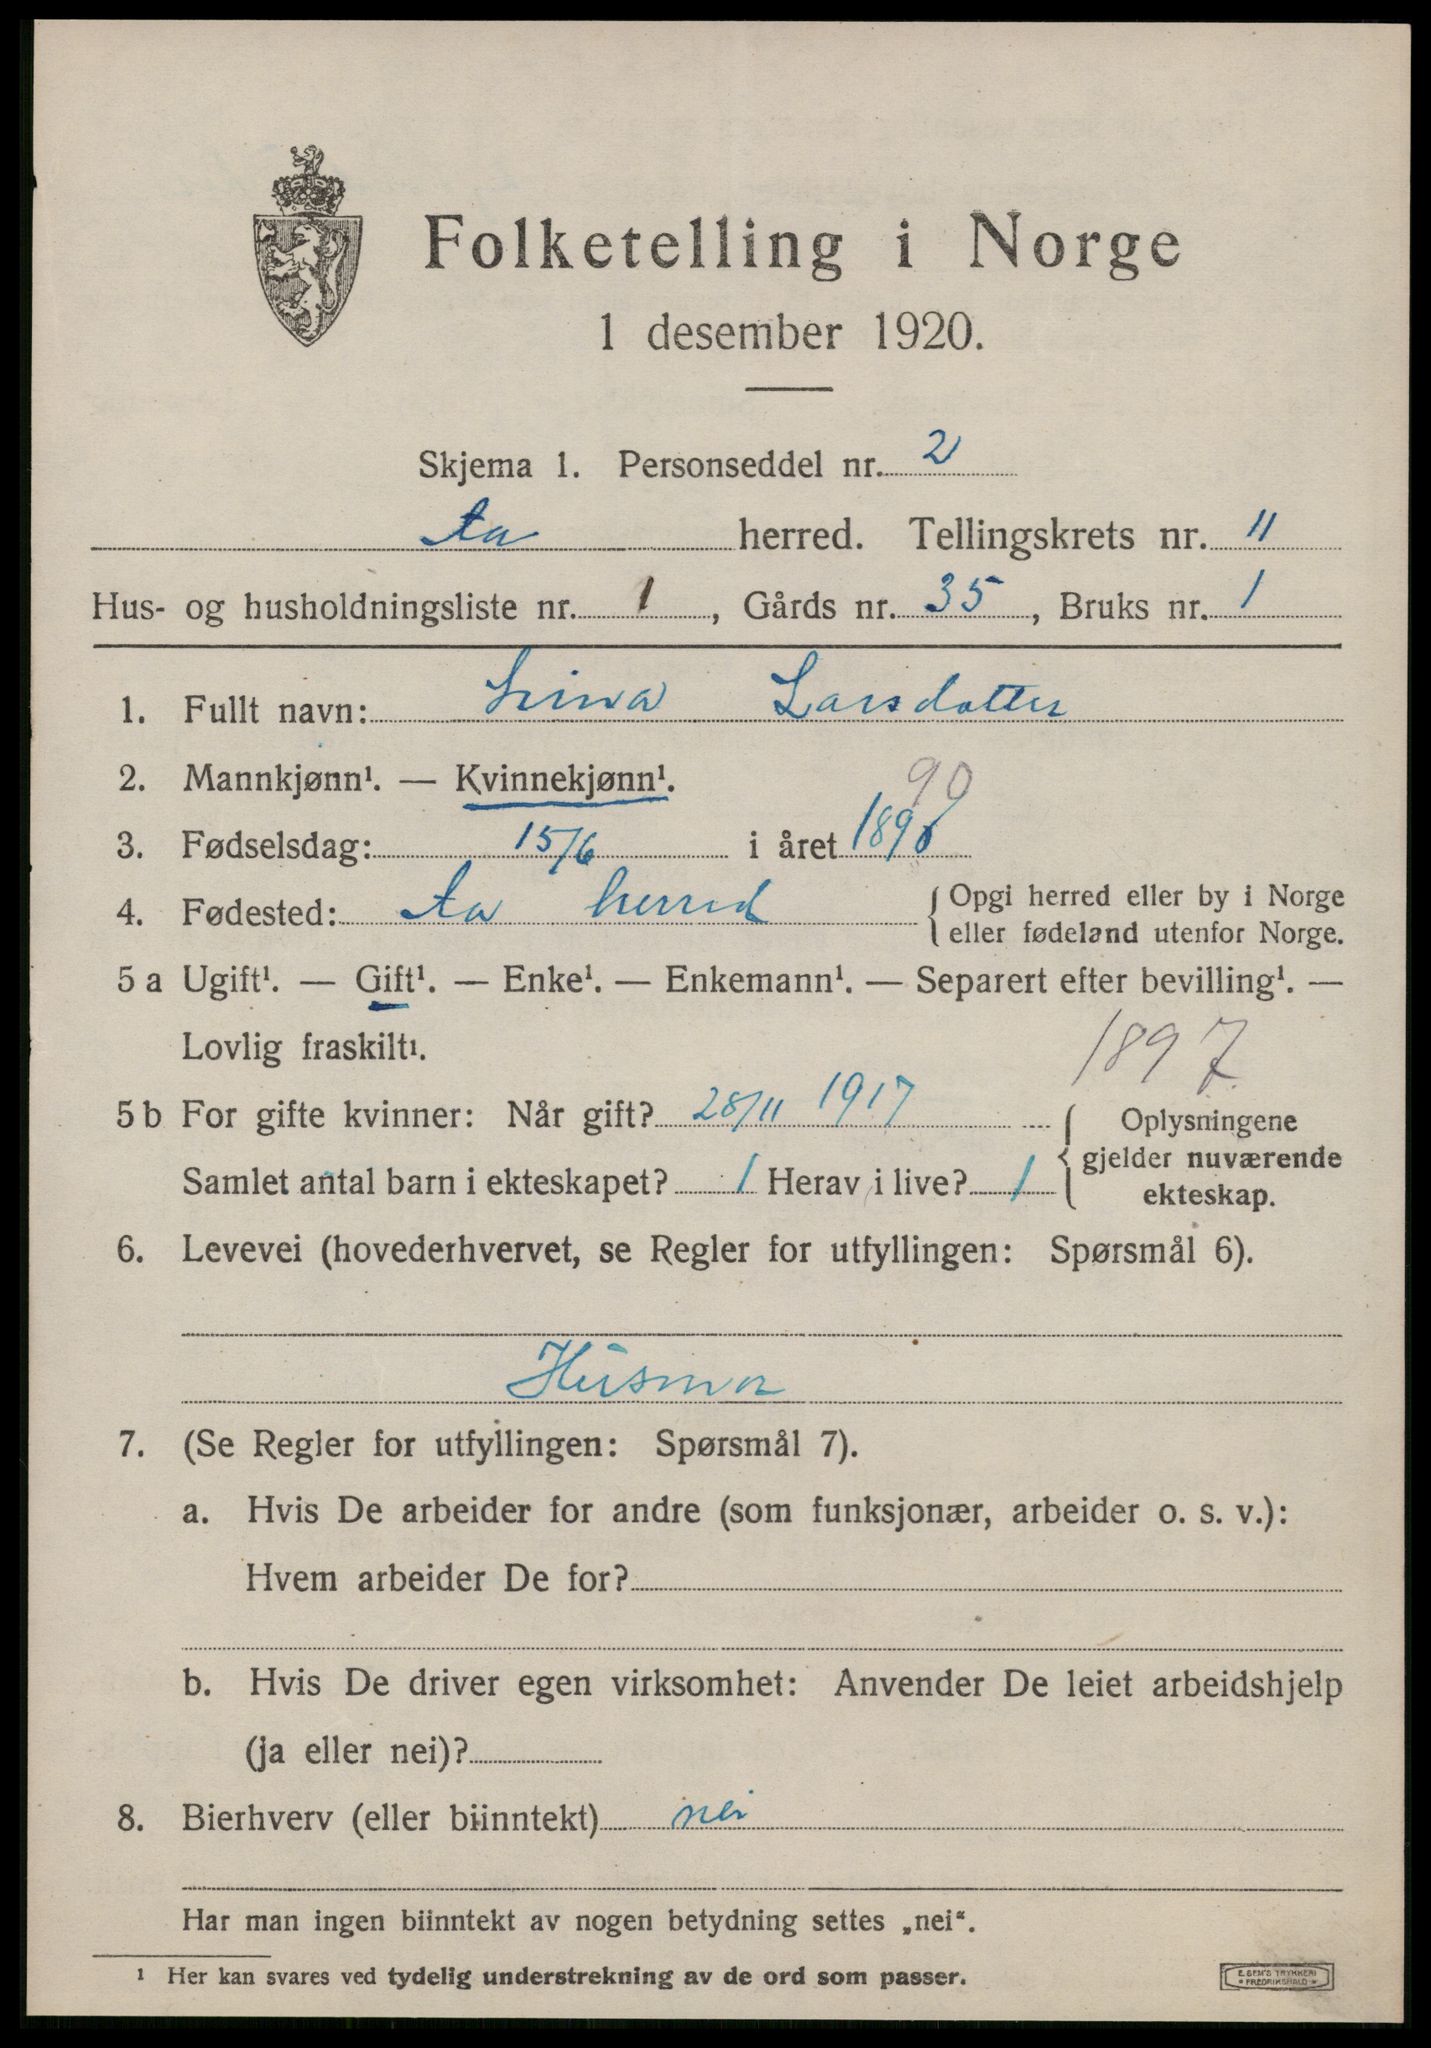 Folketelling i Norge
1 desember 1920.
Skjema 1. Personseddel nr. 2
Aa herred. Tellingskrets nr. 11
Hus- og husholdningsliste nr. 1, Gårds nr. 35, Bruks nr. 1
1. Fullt navn: Lina Larsdotter
2. Mannkjønn¹. — Kvinnekjønn¹.
90
3. Fødselsdag: 15/6 i året 1890
4. Fødested: Aa herred { Opgi herred eller by i Norge
eller fødeland utenfor Norge.
5 a Ugift¹. — Gift¹. — Enke¹. — Enkemann¹. — Separert efter bevilling¹. —
Lovlig fraskilt¹.
1897
5 b For gifte kvinner: Når gift? 28/11 1917 { Oplysningene
gjelder nuværende
Samlet antal barn i ekteskapet? 1 Herav i live? 1
ekteskap.
6. Levevei (hovederhvervet, se Regler for utfyllingen: Spørsmål 6).
Husmor
7. (Se Regler for utfyllingen: Spørsmål 7).
a. Hvis De arbeider for andre (som funksjonær, arbeider o. s. v.):
Hvem arbeider De for?
b. Hvis De driver egen virksomhet: Anvender De leiet arbeidshjelp
(ja eller nei)?
8. Bierhverv (eller biinntekt) nei
Har man ingen biinntekt av nogen betydning settes „nei“.
¹ Her kan svares ved tydelig understrekning av de ord som passer.
E. SEM'S TRYKKERI
FREDRIKSHALD